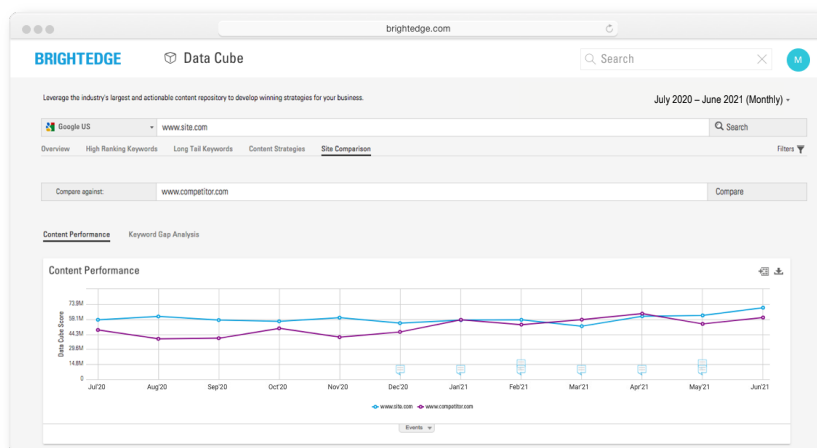 brightedge.com
BRIGHTEDGE Data Cube Search M
Leverage the industry's largest and actionable content repository to develop winning strategies for your business.
July 2020 – June 2021 (Monthly)
Google US www.site.com Search
Overview High Ranking Keywords Long Tail Keywords Content Strategies Site Comparison Filters
Compare against: www.competitor.com Compare
Content Performance Keyword Gap Analysis
Content Performance
Data Cube Score
73.8M
59.1M
44.3M
29.6M
14.8M
0
Jul'20 Aug'20 Sep'20 Oct'20 Nov'20 Dec'20 Jan'21 Feb'21 Mar'21 Apr'21 May'21 Jun'21
www.site.com www.competitor.com
Events